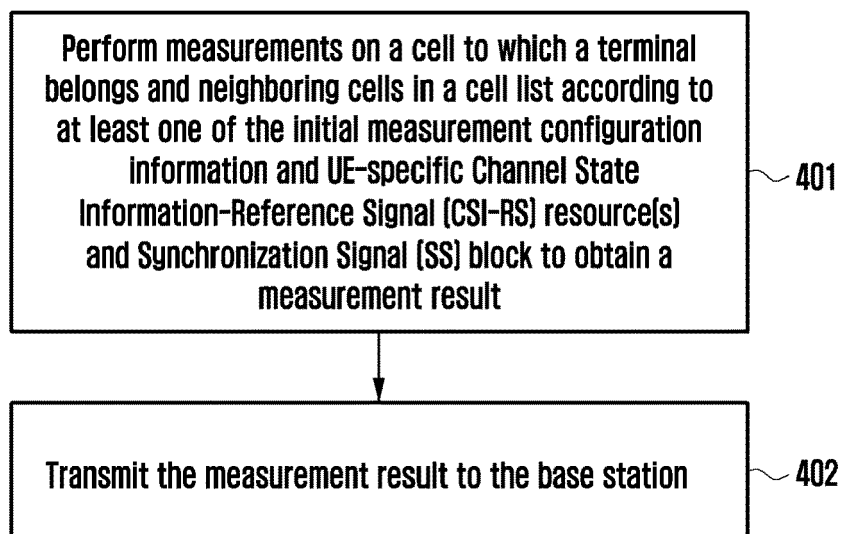 Perform measurements on a cell to which a terminal
belongs and neighboring cells in a cell list according to
at least one of the initial measurement configuration
information and UE-specific Channel State
Information-Reference Signal (CSI-RS) resource(s)
and Synchronization Signal (SS) block to obtain a
measurement result
401
Transmit the measurement result to the base station
402